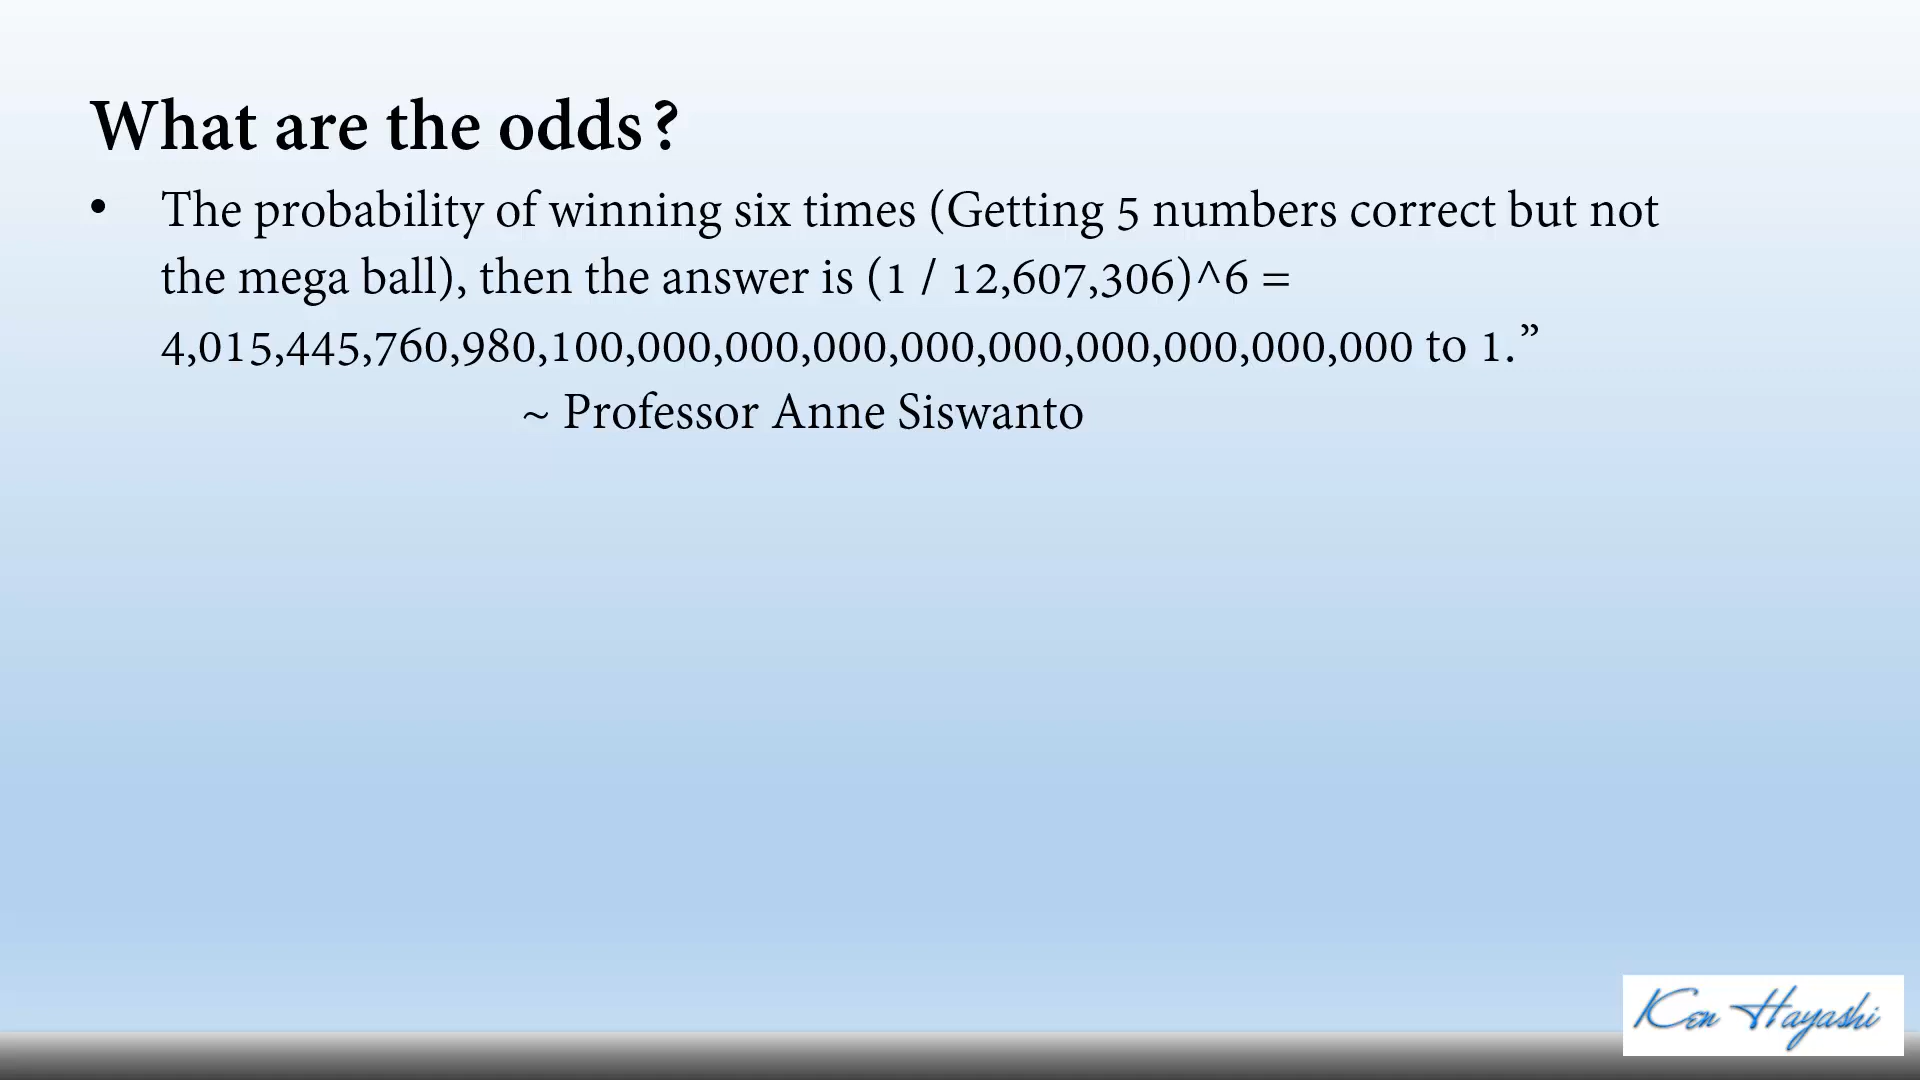 What are the odds?
• The probability of winning six times (Getting 5 numbers correct but not
the mega ball), then the answer is (1 / 12,607,306)^6 =
4,015,445,760,980,100,000,000,000,000,000,000,000,000,000 to 1.”
~ Professor Anne Siswanto
Ken Hayashi